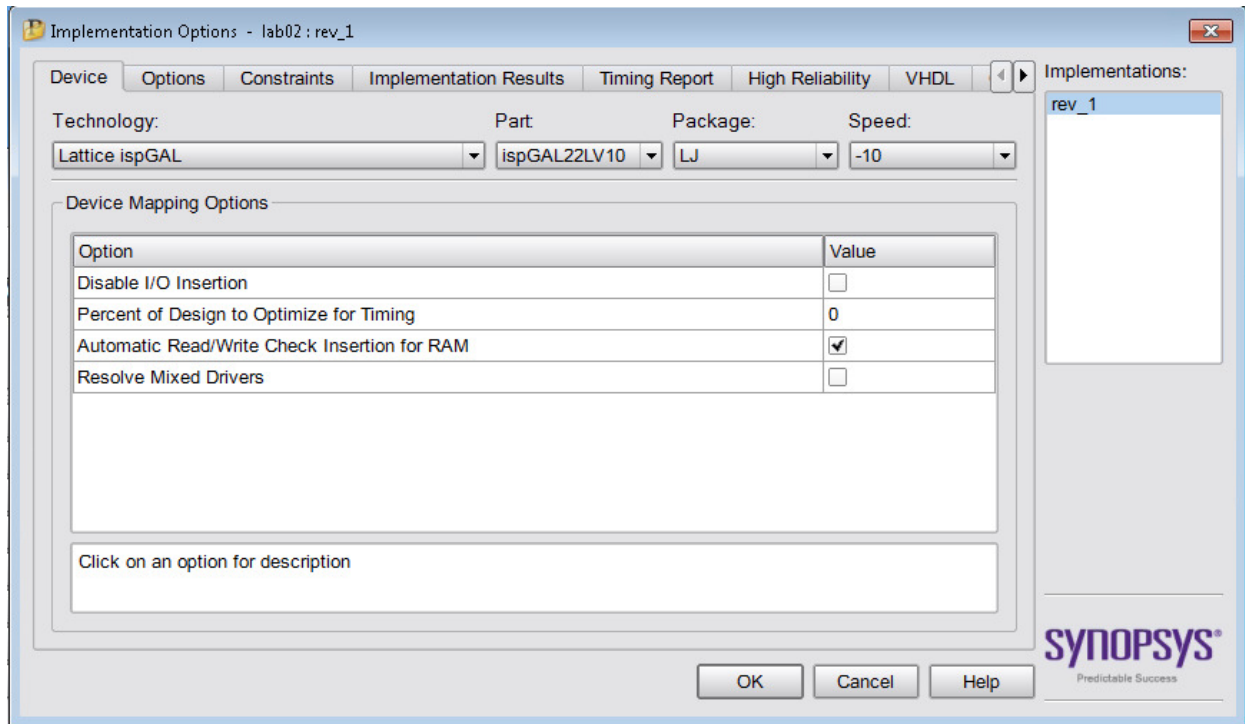 Implementation Options - lab02 : rev_1
Device Options Constraints Implementation Results Timing Report High Reliability VHDL
Implementations:
rev_1
Technology: Part Package: Speed:
Lattice ispGAL ispGAL22LV10 LJ -10
Device Mapping Options
Option Value
Disable I/O Insertion
Percent of Design to Optimize for Timing 0
Automatic Read/Write Check Insertion for RAM
Resolve Mixed Drivers
Click on an option for description
SYNOPSYS®
Predictable Success
OK Cancel Help